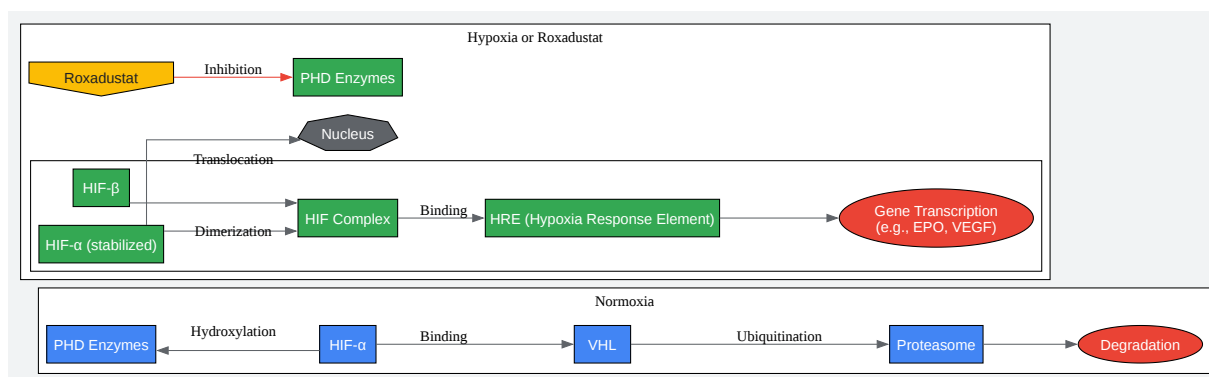 Hypoxia or Roxadustat
Roxadustat
Inhibition
PHD Enzymes
Nucleus
Translocation
HIF-β
HIF-α (stabilized)
Dimerization
HIF Complex
Binding
HRE (Hypoxia Response Element)
Gene Transcription
(e.g., EPO, VEGF)
Normoxia
PHD Enzymes
Hydroxylation
HIF-α
Binding
VHL
Ubiquitination
Proteasome
Degradation